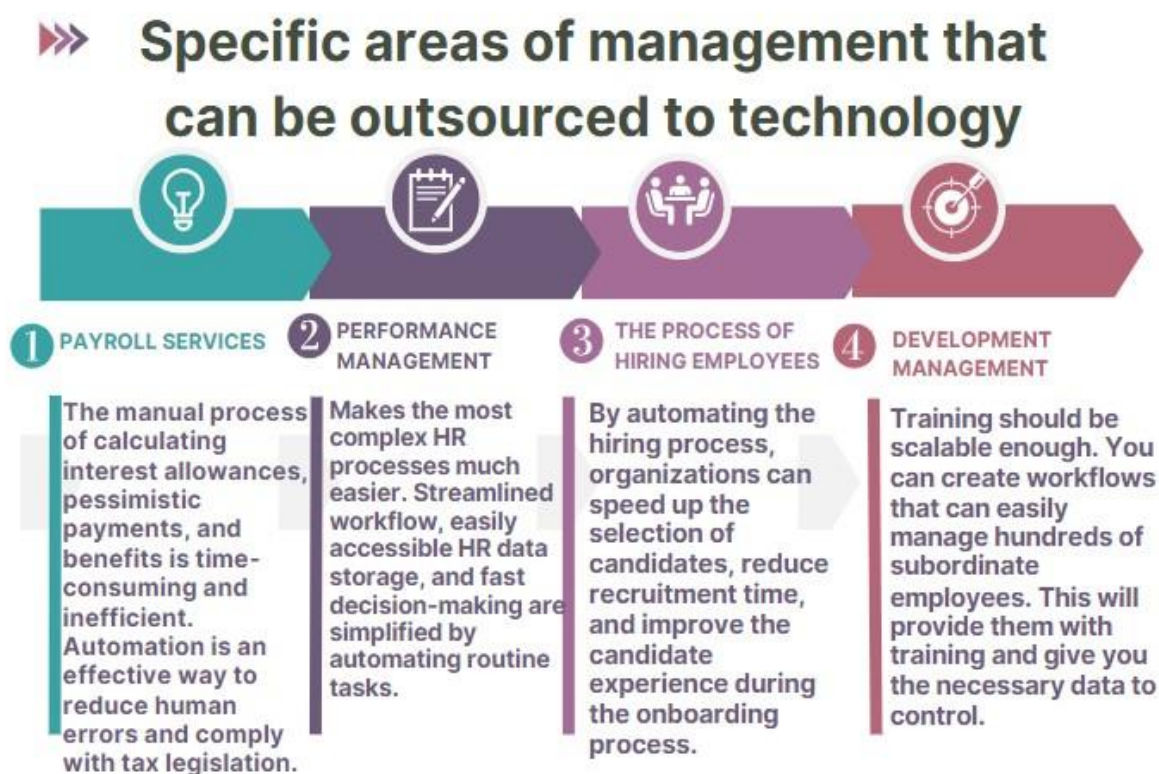 Specific areas of management that
can be outsourced to technology
1 PAYROLL SERVICES
The manual process
of calculating
interest allowances,
pessimistic
payments, and
benefits is time-
consuming and
inefficient.
Automation is an
effective way to
reduce human
errors and comply
with tax legislation.
2 PERFORMANCE
MANAGEMENT
Makes the most
complex HR
processes much
easier. Streamlined
workflow, easily
accessible HR data
storage, and fast
decision-making are
simplified by
automating routine
tasks.
3 THE PROCESS OF
HIRING EMPLOYEES
By automating the
hiring process,
organizations can
speed up the
selection of
candidates, reduce
recruitment time,
and improve the
candidate
experience during
the onboarding
process.
4 DEVELOPMENT
MANAGEMENT
Training should be
scalable enough. You
can create workflows
that can easily
manage hundreds of
subordinate
employees. This will
provide them with
training and give you
the necessary data to
control.